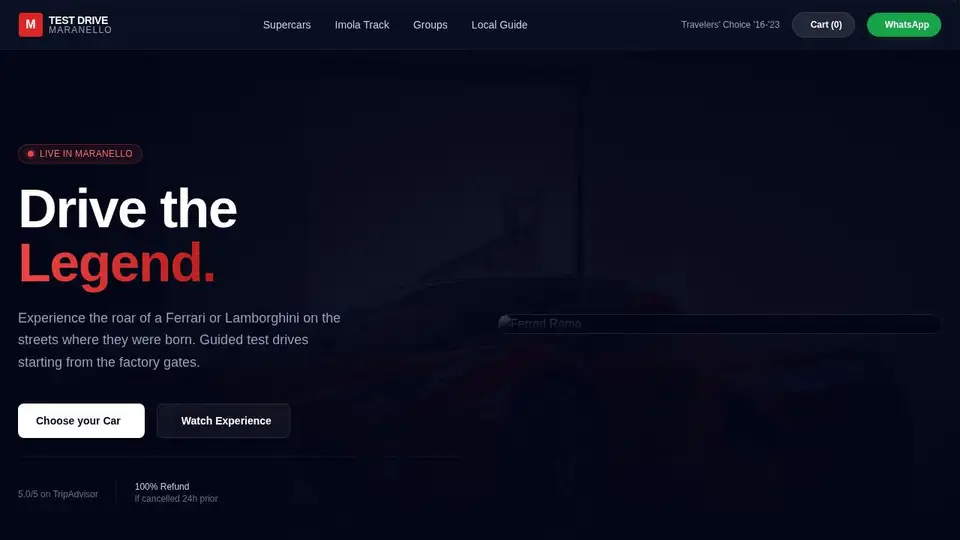 M
TEST DRIVE
MARANELLO
Supercars
Imola Track
Groups
Local Guide
Travelers' Choice '16-'23
Cart (0)
WhatsApp
LIVE IN MARANELLO
Drive the
Legend.
Experience the roar of a Ferrari or Lamborghini on the
streets where they were born. Guided test drives
starting from the factory gates.
Ferrari Roma
Choose your Car
Watch Experience
5.0/5 on TripAdvisor
100% Refund
If cancelled 24h prior